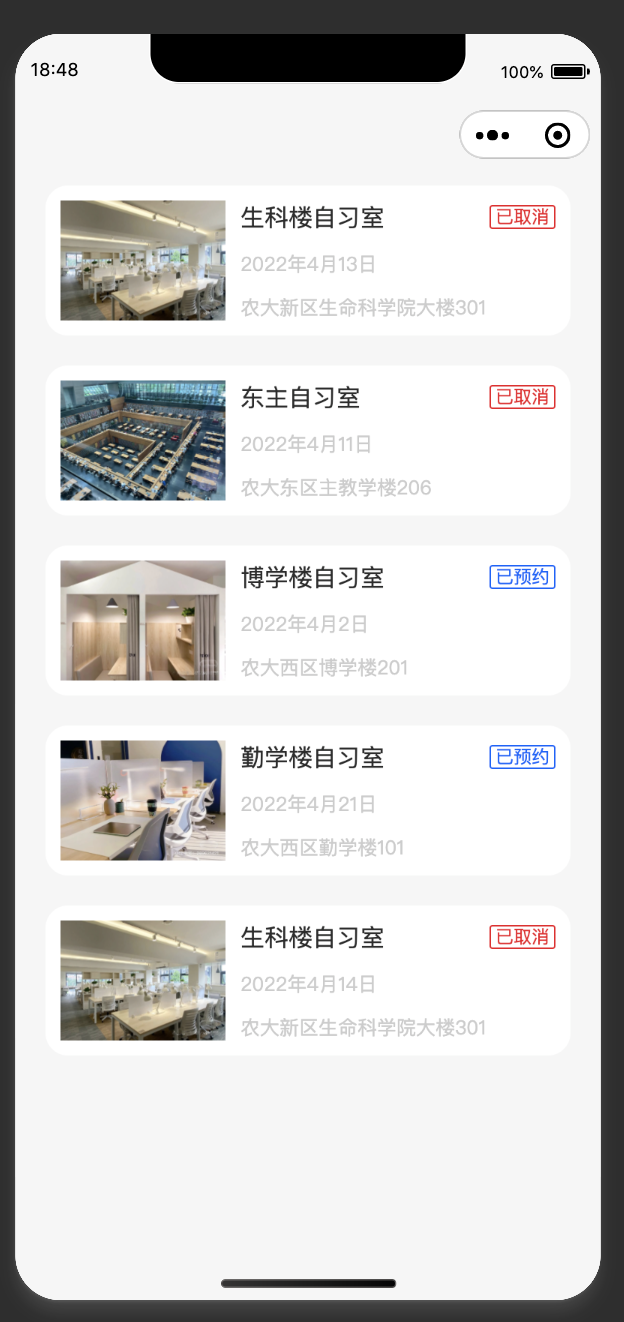 18:48
100%
生科楼自习室
已取消
2022年4月13日
农大新区生命科学院大楼301
东主自习室
已取消
2022年4月11日
农大东区主教学楼206
博学楼自习室
已预约
2022年4月2日
农大西区博学楼201
勤学楼自习室
已预约
2022年4月21日
农大西区勤学楼101
生科楼自习室
已取消
2022年4月14日
农大新区生命科学院大楼301